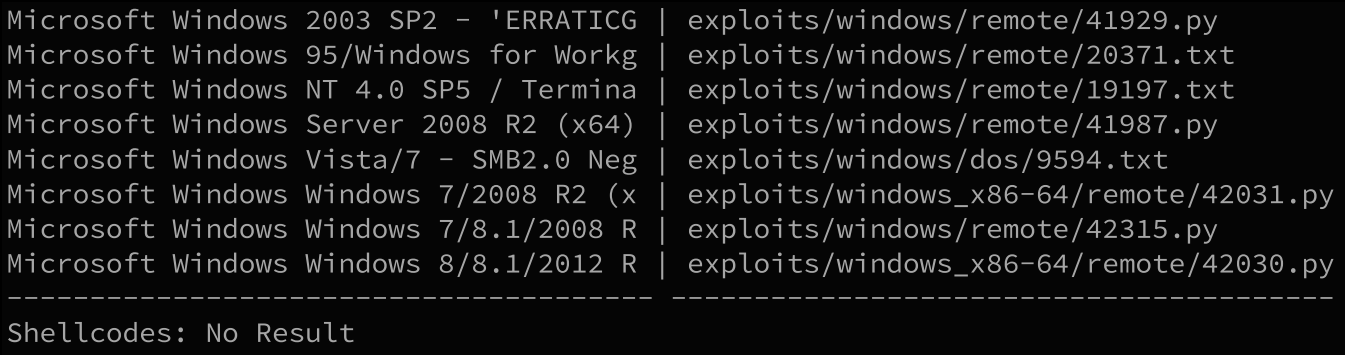 Microsoft Windows 2003 SP2 - 'ERRATICG | exploits/windows/remote/41929.py
Microsoft Windows 95/Windows for Workg | exploits/windows/remote/20371.txt
Microsoft Windows NT 4.0 SP5 / Termina | exploits/windows/remote/19197.txt
Microsoft Windows Server 2008 R2 (x64) | exploits/windows/remote/41987.py
Microsoft Windows Vista/7 - SMB2.0 Neg | exploits/windows/dos/9594.txt
Microsoft Windows Windows 7/2008 R2 (x | exploits/windows_x86-64/remote/42031.py
Microsoft Windows Windows 7/8.1/2008 R | exploits/windows/remote/42315.py
Microsoft Windows Windows 8/8.1/2012 R | exploits/windows_x86-64/remote/42030.py
--------------------------------------- ----------------------------------------
Shellcodes: No Result